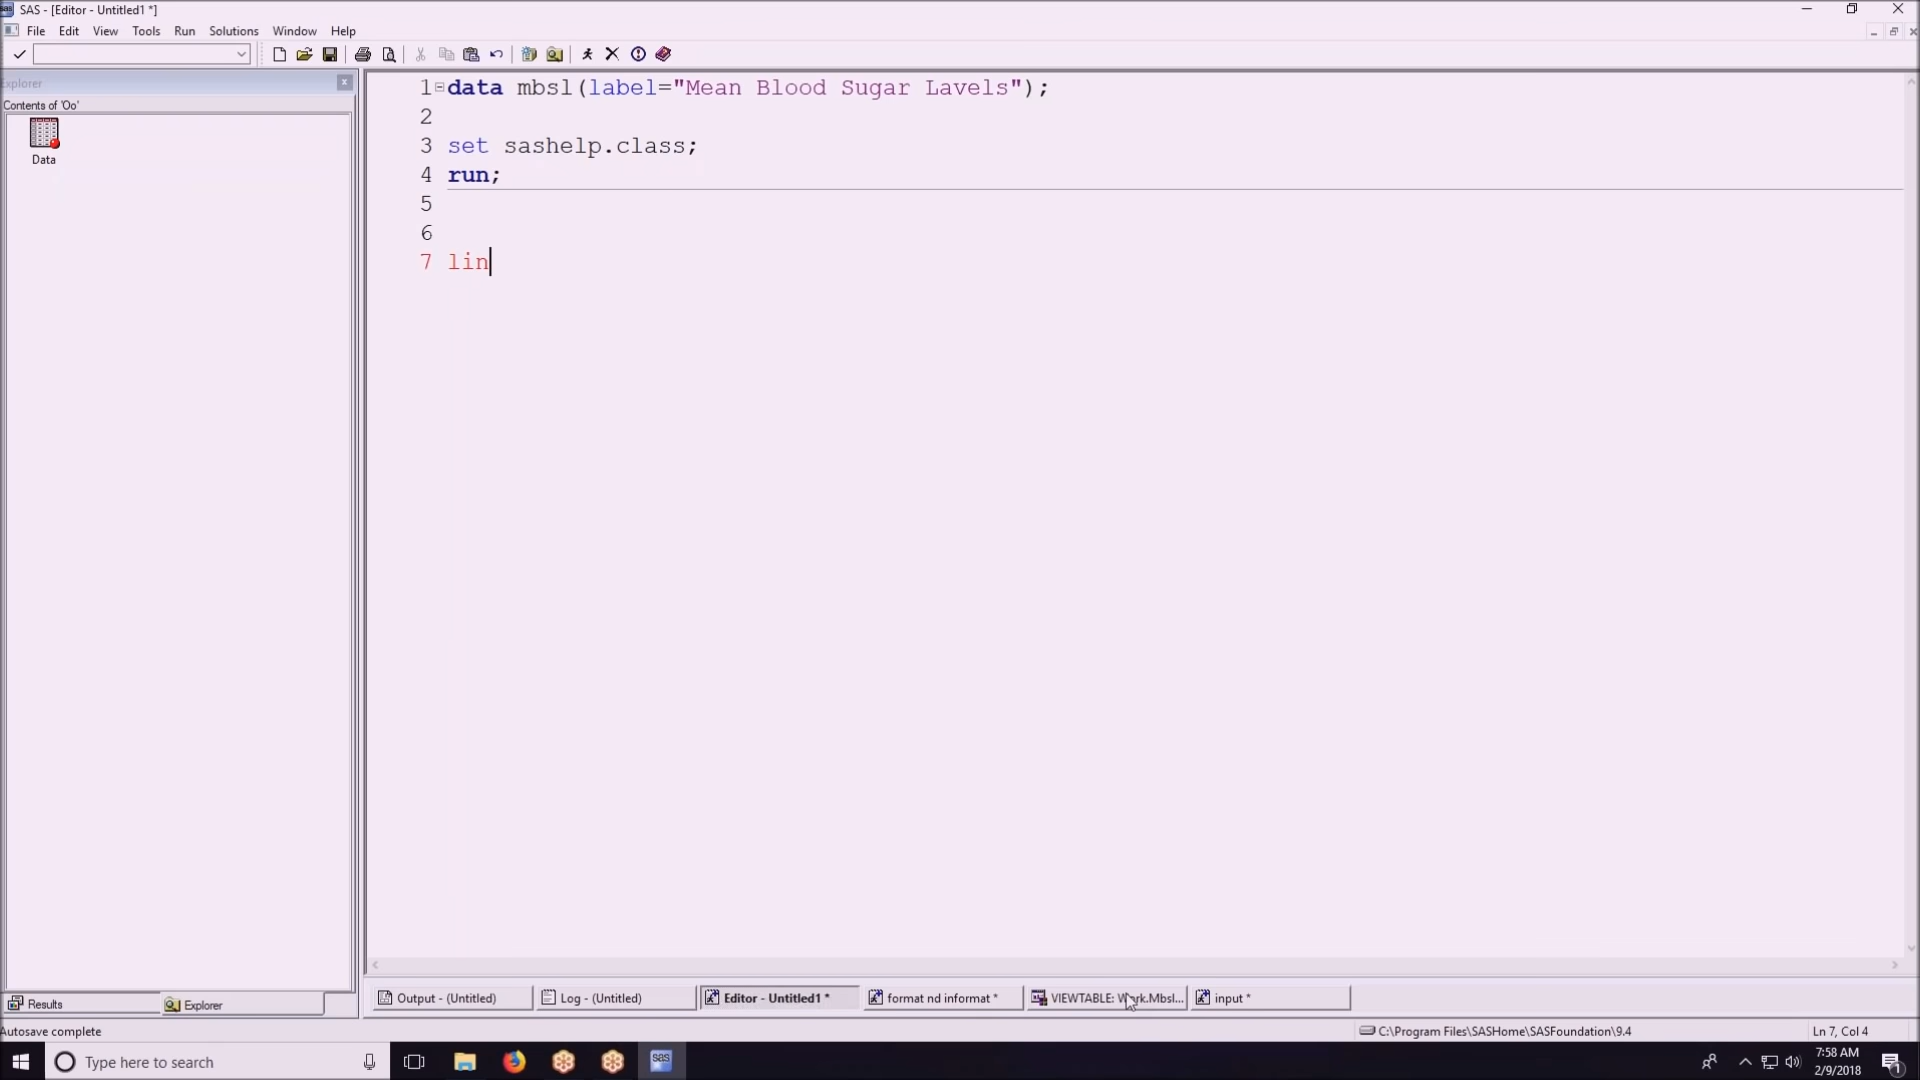 SAS - [Editor - Untitled1 *]
File Edit View Tools Run Solutions Window Help
Explorer
Contents of 'Oo'
Data
1 data mbsl(label="Mean Blood Sugar Lavels");
2
3 set sashelp.class;
4 run;
5
6
7 lin
Results
Explorer
Output - (Untitled)
Log - (Untitled)
Editor - Untitled1 *
format nd informat *
VIEWTABLE: Work.Mbsl...
input *
Autosave complete
C:\Program Files\SASHome\SASFoundation\9.4
Ln 7, Col 4
Type here to search
sas
7:58 AM
2/9/2018
1